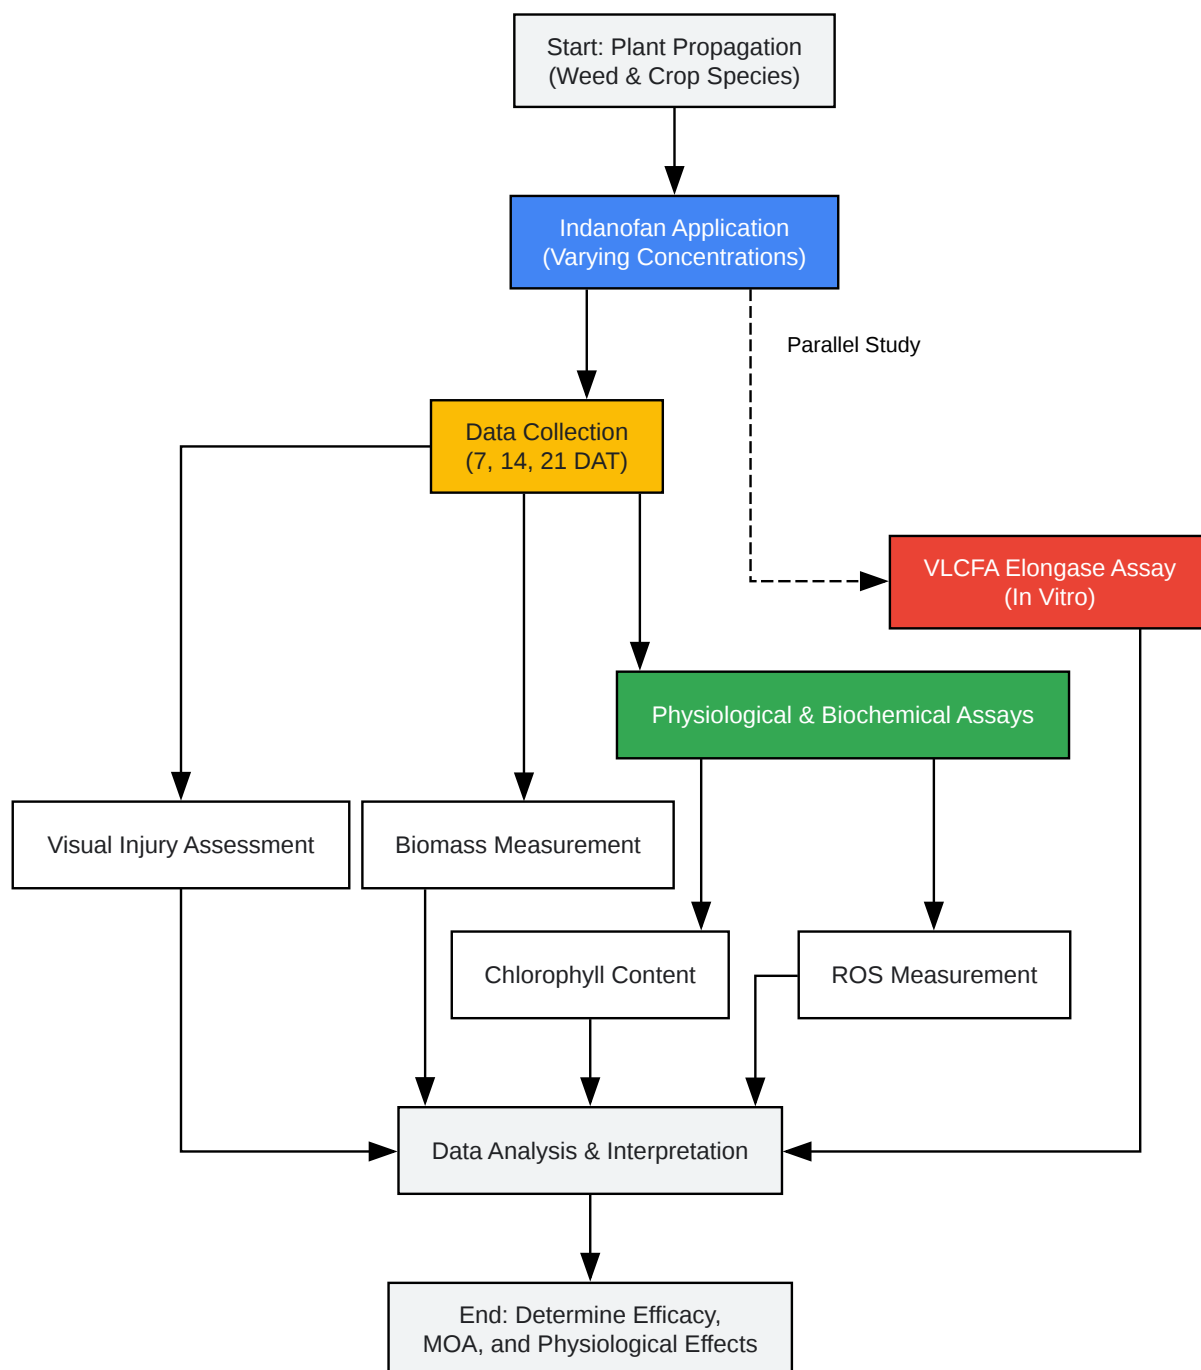 Start: Plant Propagation
(Weed & Crop Species)
Indanofan Application
(Varying Concentrations)
Parallel Study
Data Collection
(7, 14, 21 DAT)
VLCFA Elongase Assay
(In Vitro)
Physiological & Biochemical Assays
Visual Injury Assessment
Biomass Measurement
Chlorophyll Content
ROS Measurement
Data Analysis & Interpretation
End: Determine Efficacy,
MOA, and Physiological Effects